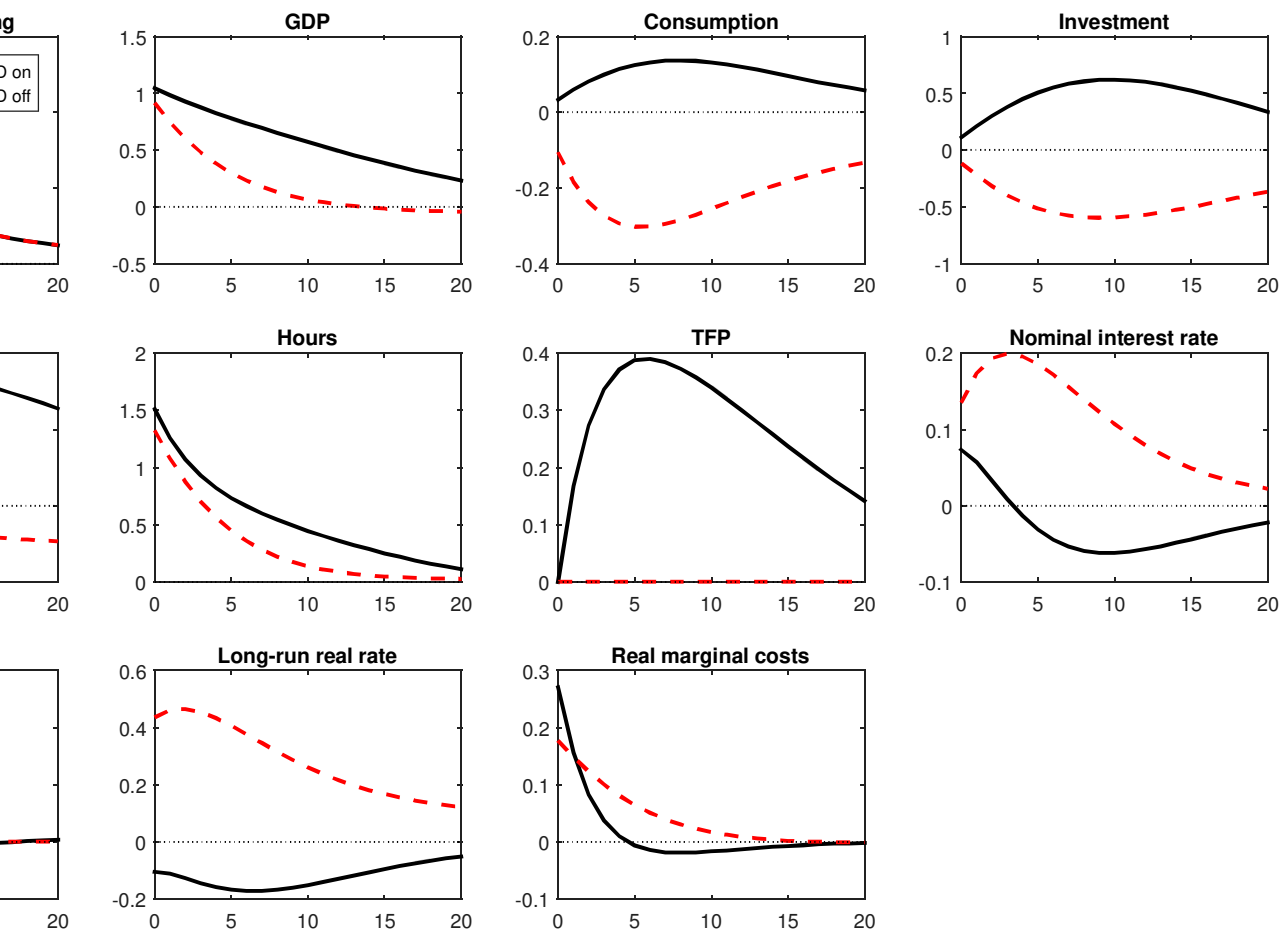 ng GDP Consumption Investment
1.5 0.2 1
D on
D off
1 0.5
0
0.5 0
-0.2
0 -0.5
-0.5 -0.4 -1
20 0 5 10 15 20 0 5 10 15 20 0 5 10 15 20
Hours TFP Nominal interest rate
2 0.4 0.2
1.5 0.3
0.1
1 0.2
0
0.5 0.1
0 0 -0.1
20 0 5 10 15 20 0 5 10 15 20 0 5 10 15 20
Long-run real rate Real marginal costs
0.6 0.3
0.4 0.2
0.2 0.1
0 0
-0.2 -0.1
20 0 5 10 15 20 0 5 10 15 20